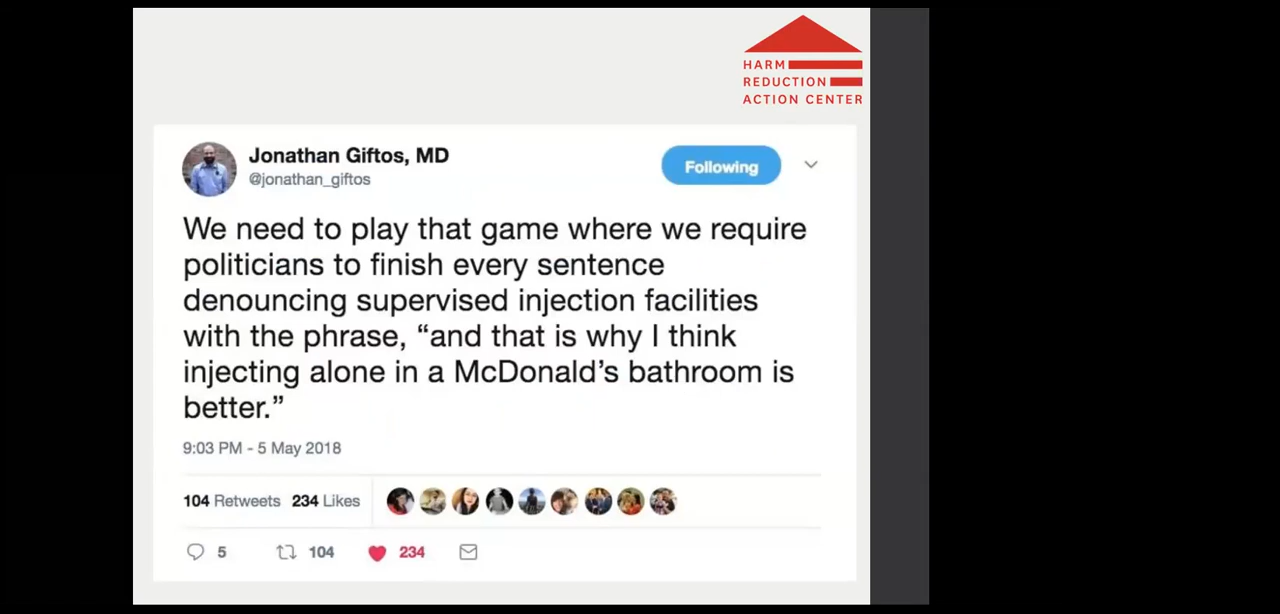 HARM
REDUCTION
ACTION CENTER
Jonathan Giftos, MD
@jonathan_giftos
Following
We need to play that game where we require
politicians to finish every sentence
denouncing supervised injection facilities
with the phrase, “and that is why I think
injecting alone in a McDonald’s bathroom is
better.”
9:03 PM - 5 May 2018
104 Retweets 234 Likes
5 104 234